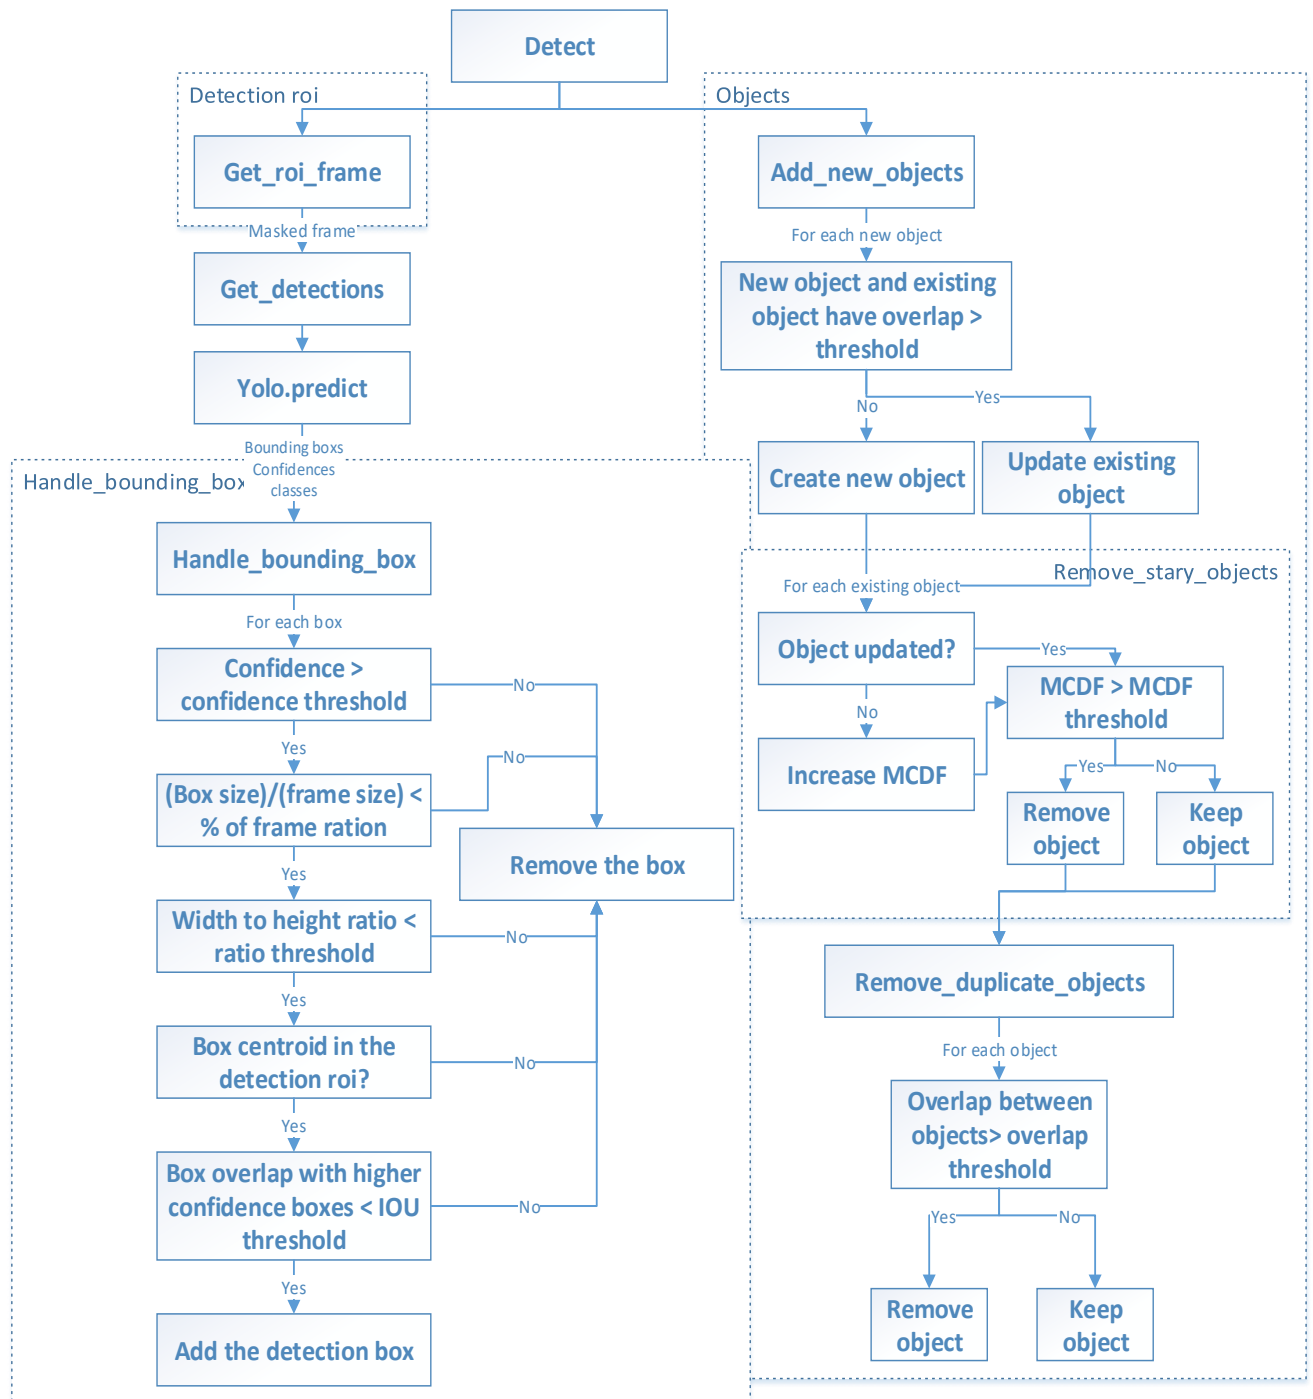 Detect
Detection roi
Get_roi_frame
Masked frame
Get_detections
Yolo.predict
Bounding boxs
Confidences
classes
Handle_bounding_box
Handle_bounding_box
For each box
Confidence >
confidence threshold
No
Yes
(Box size)/(frame size) <
% of frame ration
No
Yes
Remove the box
Width to height ratio <
ratio threshold
No
Yes
Box centroid in the
detection roi?
No
Yes
Box overlap with higher
confidence boxes < IOU
threshold
No
Yes
Add the detection box
Objects
Add_new_objects
For each new object
New object and existing
object have overlap >
threshold
No
Yes
Create new object
Update existing
object
Remove_stary_objects
For each existing object
Object updated?
Yes
No
MCDF > MCDF
threshold
Increase MCDF
Yes
No
Remove
object
Keep
object
Remove_duplicate_objects
For each object
Overlap between
objects> overlap
threshold
Yes
No
Remove
object
Keep
object